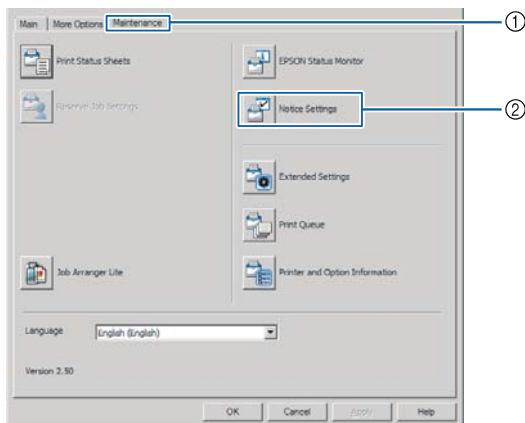 Main More Options Maintenance ①
Print Status Sheets EPSON Status Monitor
Reserve Job Settings Notice Settings ②
Extended Settings
Print Queue
Job Arranger Lite Printer and Option Information
Language English (English)
Version 2.50
OK Cancel Apply Help